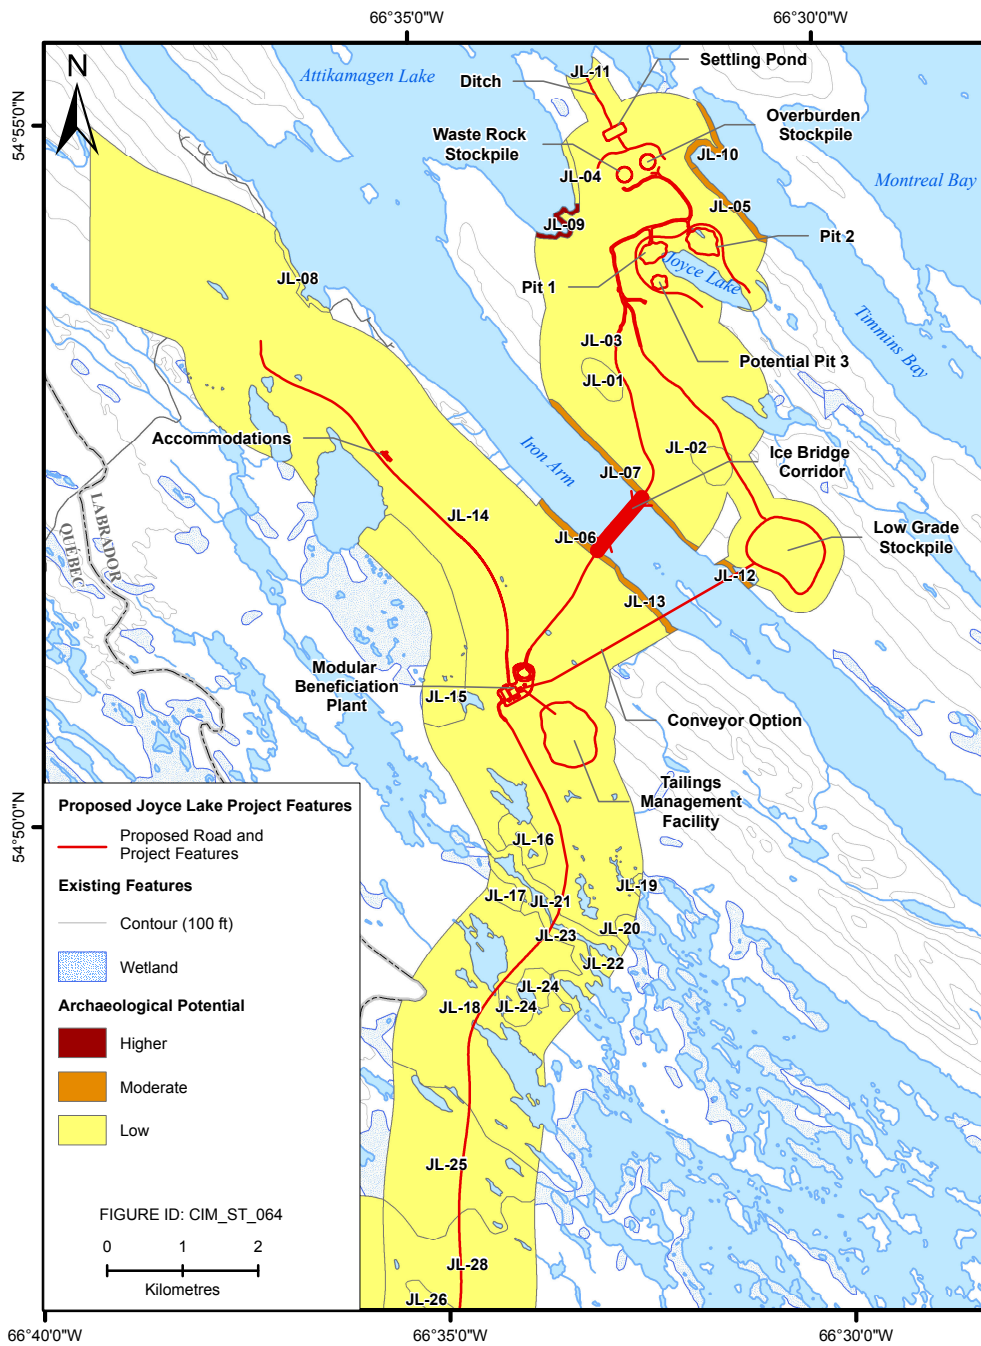 66°35'0"W
66°30'0"W
54°55'0"N
54°50'0"N
N
Attikamagen Lake
Ditch
JL-11
Settling Pond
Waste Rock
Stockpile
Overburden
Stockpile
JL-10
JL-04
Montreal Bay
JL-05
JL-09
Pit 2
Joyce Lake
Pit 1
JL-08
JL-03
Timmins Bay
Potential Pit 3
JL-01
Accommodations
Iron Arm
JL-02
Ice Bridge
Corridor
JL-07
LABRADOR
QUÉBEC
JL-14
JL-06
Low Grade
Stockpile
JL-12
JL-13
Modular
Beneficiation
Plant
JL-15
Conveyor Option
Tailings
Management
Facility
JL-16
JL-19
JL-17
JL-21
JL-20
JL-23
JL-22
JL-24
JL-24
JL-18
JL-25
JL-28
JL-26
Proposed Joyce Lake Project Features
Proposed Road and
Project Features
Existing Features
Contour (100 ft)
Wetland
Archaeological Potential
Higher
Moderate
Low
FIGURE ID: CIM_ST_064
0 1 2
Kilometres
66°40'0"W
66°35'0"W
66°30'0"W